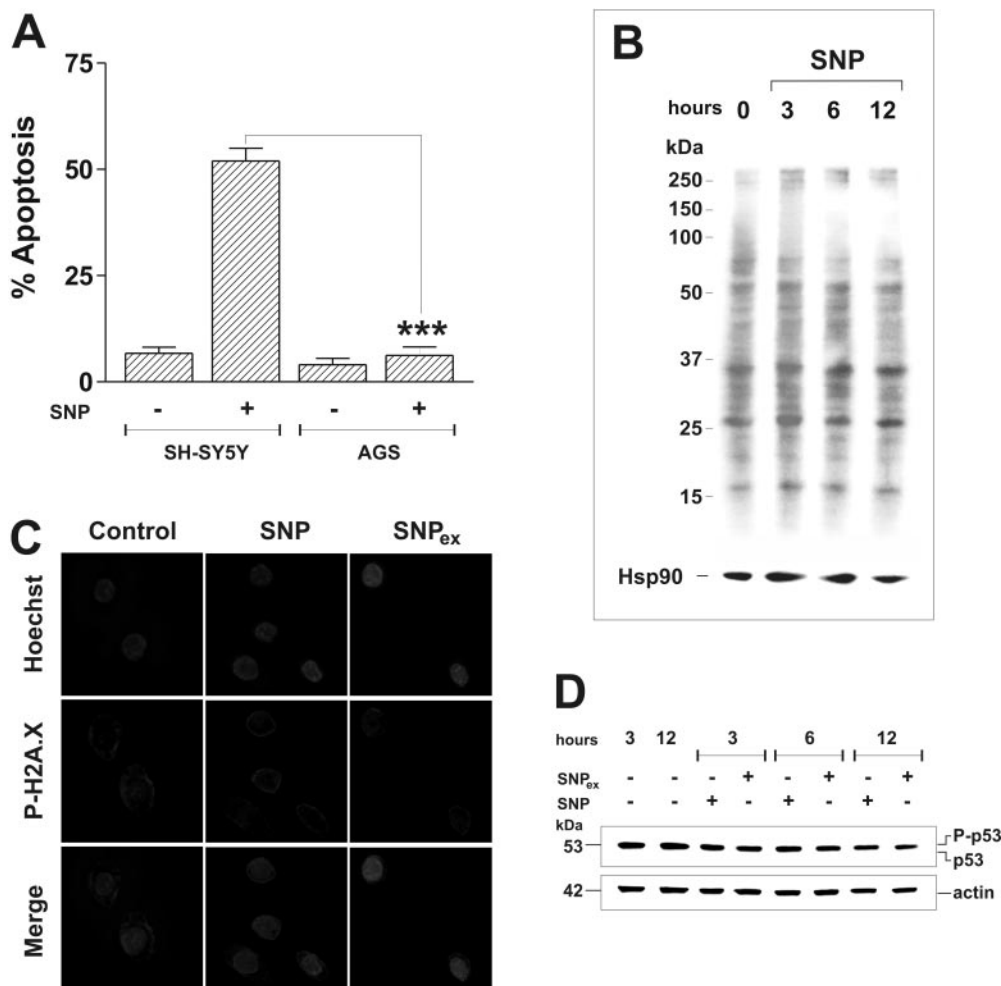 A
75
50
25
0
% Apoptosis
***
SNP - + - +
SH-SY5Y AGS
B
SNP
hours 0 3 6 12
kDa
250
150
100
50
37
25
15
Hsp90
C
Control SNP SNPex
Hoechst
P-H2A.X
Merge
D
hours 3 12 3 6 12
SNPex - - - + - + - +
SNP - - + - + - + -
kDa
53 P-p53
p53
42 actin